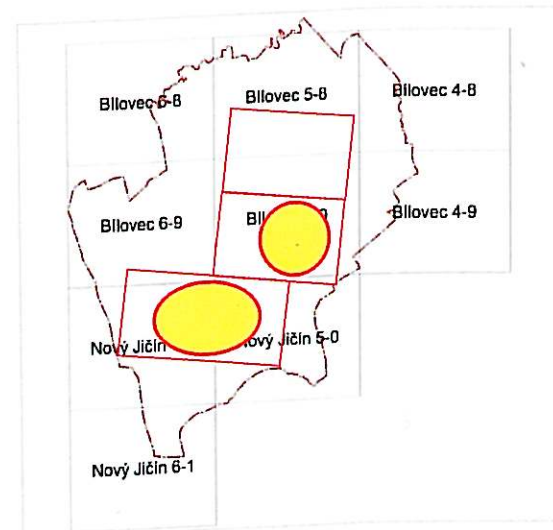 Bílovec 6-8
Bílovec 5-8
Bílovec 4-8
Bílovec 6-9
Bílovec 4-9
Nový Jičín
Nový Jičín 5-0
Nový Jičín 6-1